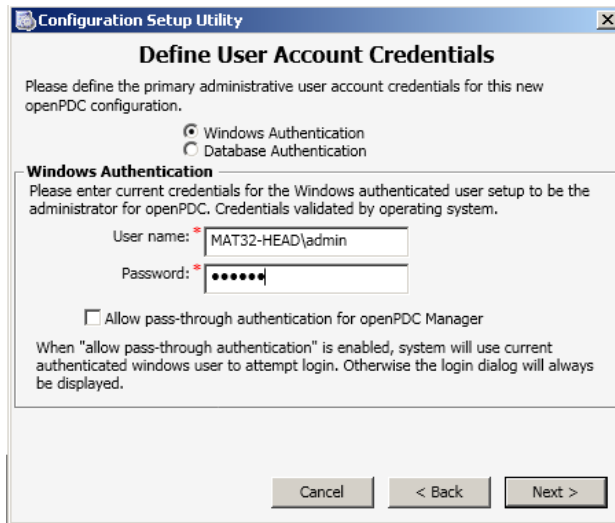 Configuration Setup Utility
Define User Account Credentials
Please define the primary administrative user account credentials for this new
openPDC configuration.
Windows Authentication
Database Authentication
Windows Authentication
Please enter current credentials for the Windows authenticated user setup to be the
administrator for openPDC. Credentials validated by operating system.
User name: * MAT32-HEAD\admin
Password: * ●●●●●●
Allow pass-through authentication for openPDC Manager
When "allow pass-through authentication" is enabled, system will use current
authenticated windows user to attempt login. Otherwise the login dialog will always
be displayed.
Cancel < Back Next >